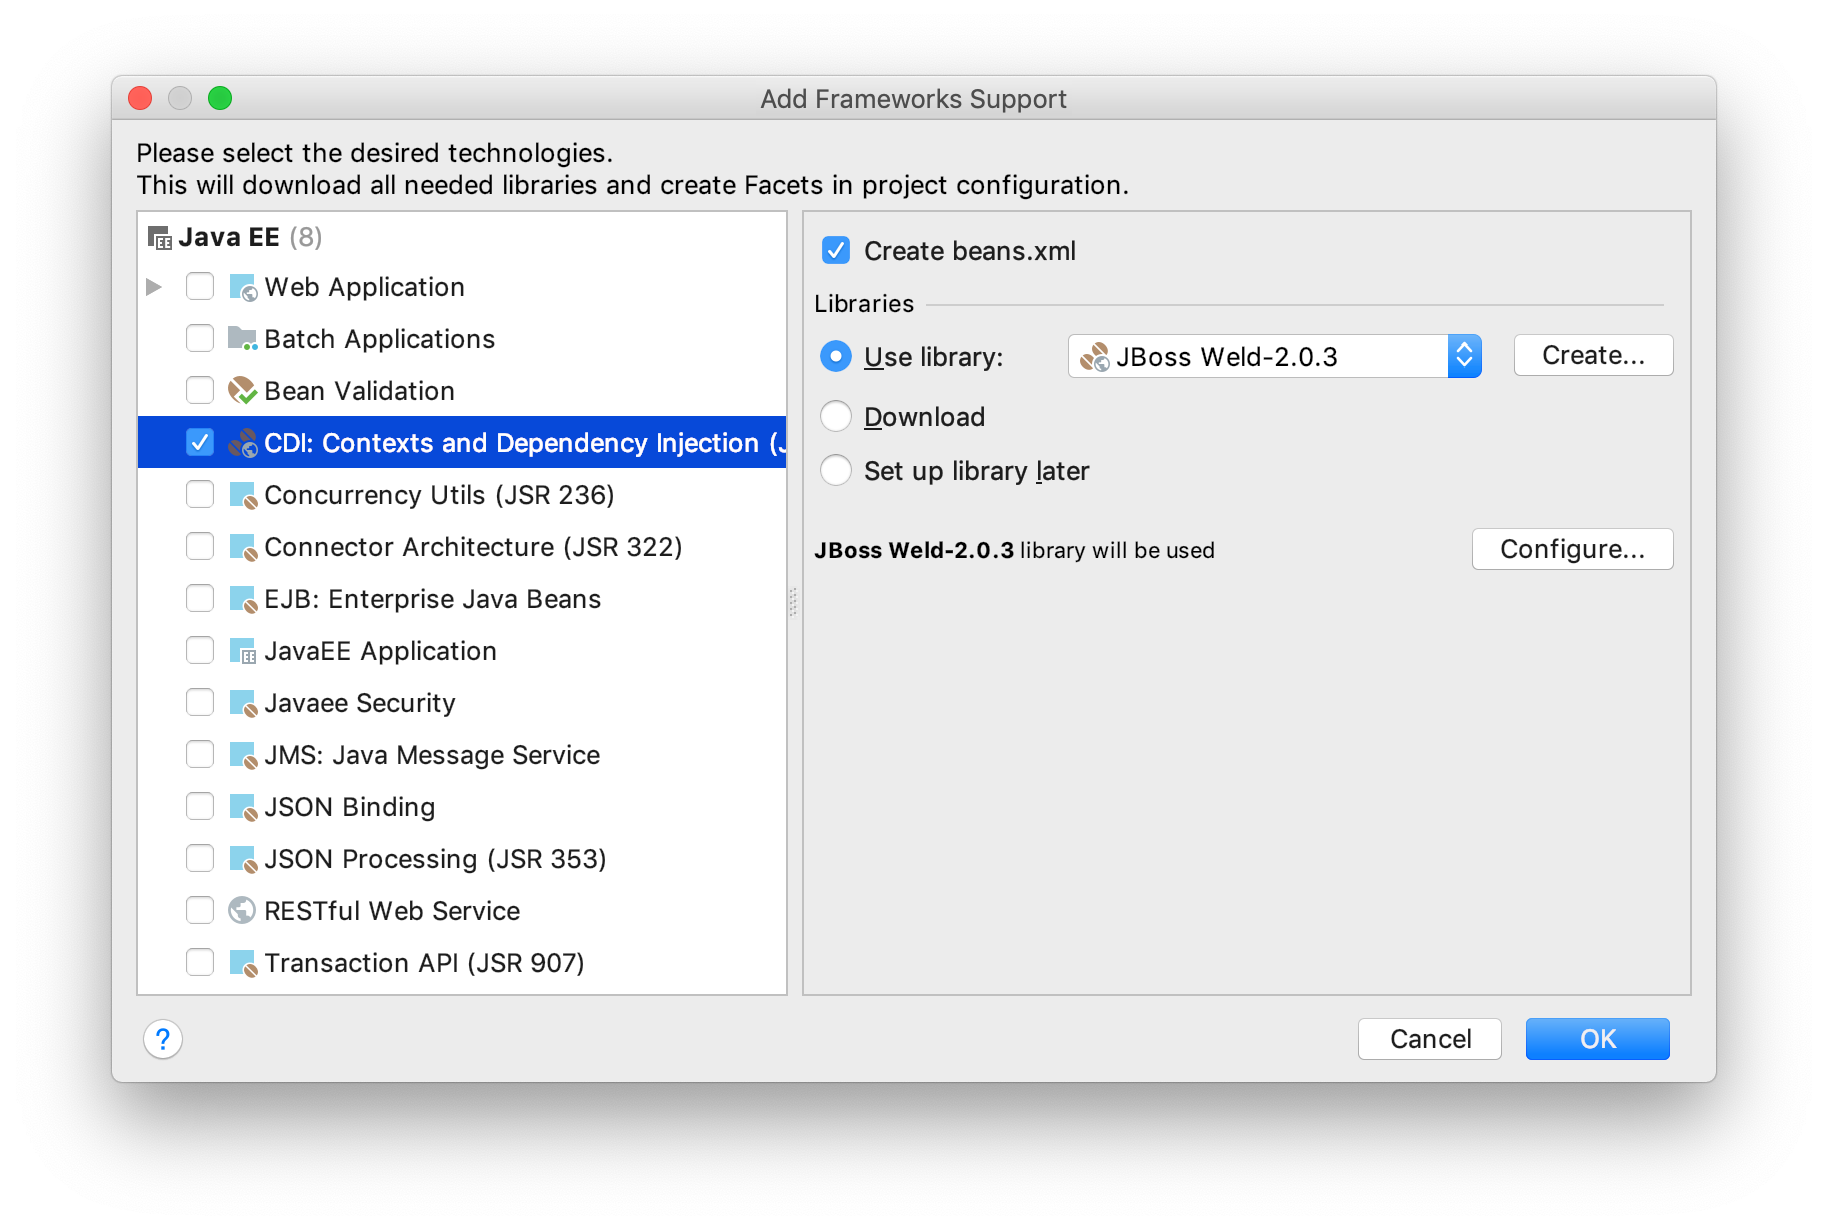 Add Frameworks Support
Please select the desired technologies.
This will download all needed libraries and create Facets in project configuration.
Java EE (8)
Web Application
Batch Applications
Bean Validation
CDI: Contexts and Dependency Injection (J
Concurrency Utils (JSR 236)
Connector Architecture (JSR 322)
EJB: Enterprise Java Beans
JavaEE Application
Javaee Security
JMS: Java Message Service
JSON Binding
JSON Processing (JSR 353)
RESTful Web Service
Transaction API (JSR 907)
Create beans.xml
Libraries
Use library: JBoss Weld-2.0.3 Create...
Download
Set up library later
JBoss Weld-2.0.3 library will be used Configure...
? Cancel OK